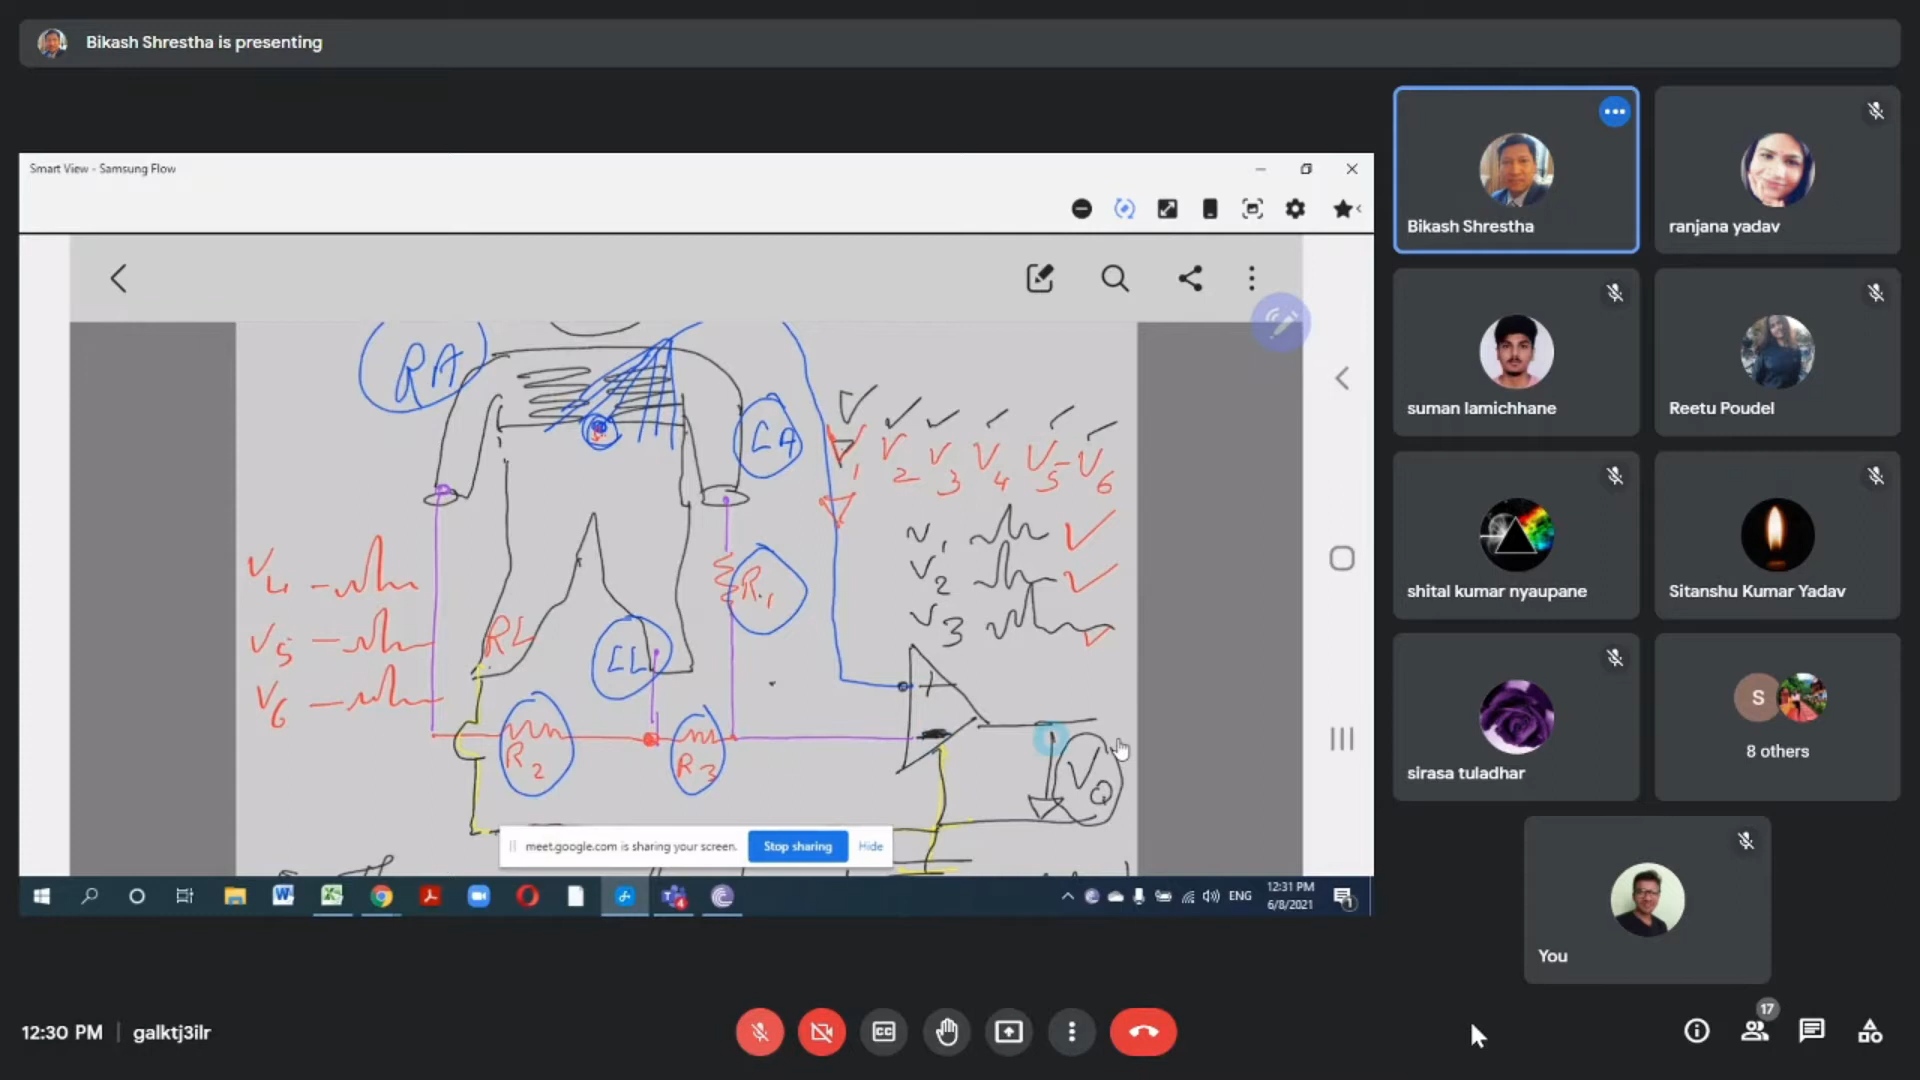 Bikash Shrestha is presenting
Smart View - Samsung Flow
RA
LA
V1 V2 V3 V4 V5 V6
V1
V2
V3
V4
V5
V6
R1
RL
LL
R2
R3
+
VO
meet.google.com is sharing your screen.
Stop sharing
Hide
ENG
12:31 PM
6/8/2021
Bikash Shrestha
ranjana yadav
suman lamichhane
Reetu Poudel
shital kumar nyaupane
Sitanshu Kumar Yadav
sirasa tuladhar
S
8 others
You
12:30 PM
galktj3ilr
CC
17